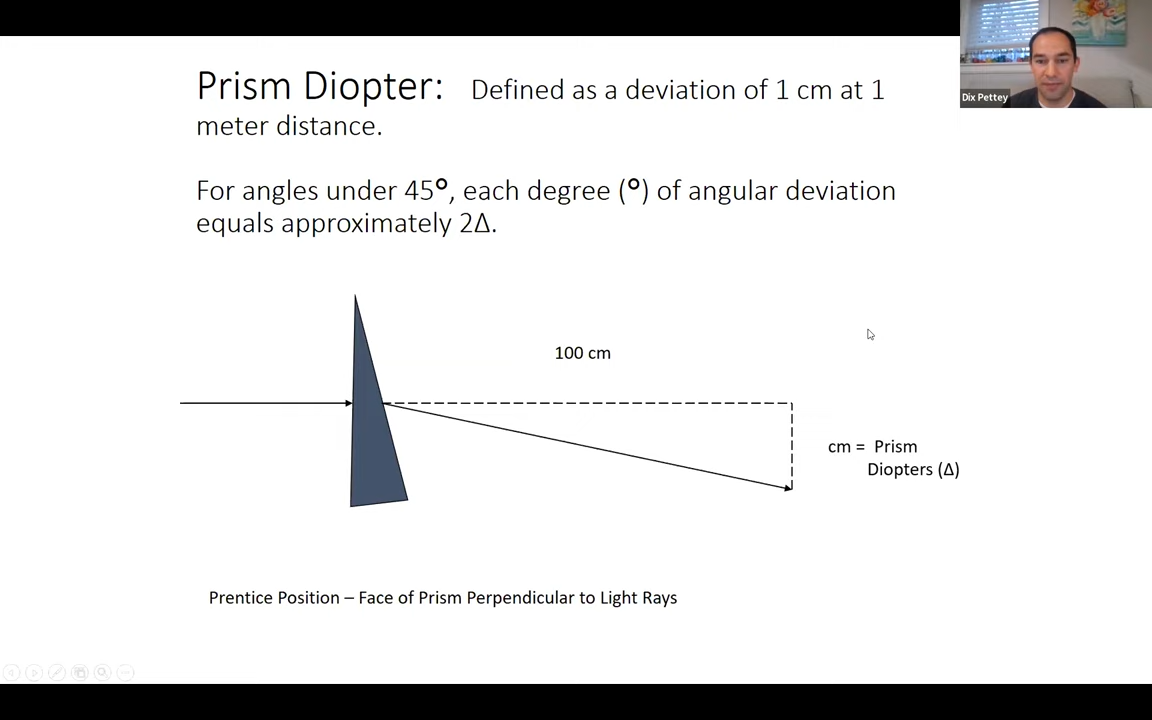 Prism Diopter: Defined as a deviation of 1 cm at 1
meter distance.
For angles under 45°, each degree (°) of angular deviation
equals approximately 2Δ.
100 cm
cm = Prism
Diopters (Δ)
Prentice Position – Face of Prism Perpendicular to Light Rays
Dix Pettey